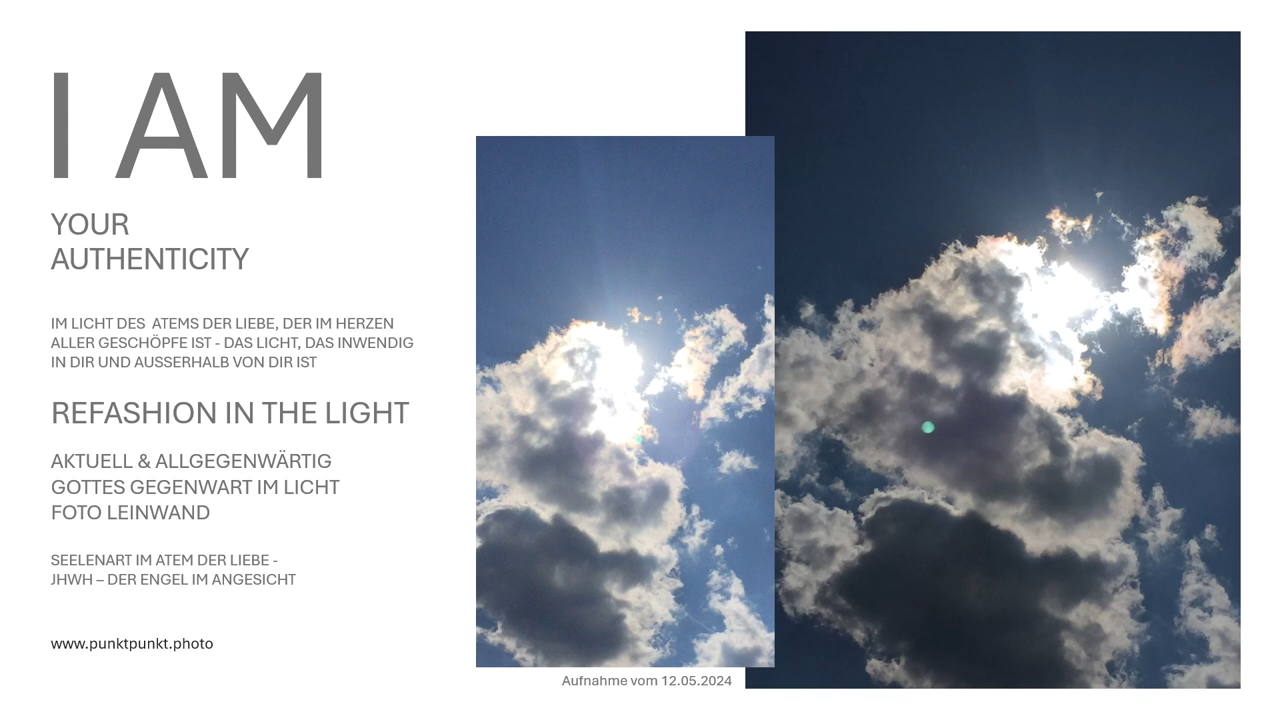 I AM
YOUR
AUTHENTICITY
IM LICHT DES  ATEMS DER LIEBE, DER IM HERZEN
ALLER GESCHÖPFE IST - DAS LICHT, DAS INWENDIG
IN DIR UND AUSSERHALB VON DIR IST
REFASHION IN THE LIGHT
AKTUELL & ALLGEGENWÄRTIG
GOTTES GEGENWART IM LICHT
FOTO LEINWAND
SEELENART IM ATEM DER LIEBE -
JHWH – DER ENGEL IM ANGESICHT
www.punktpunkt.photo
Aufnahme vom 12.05.2024